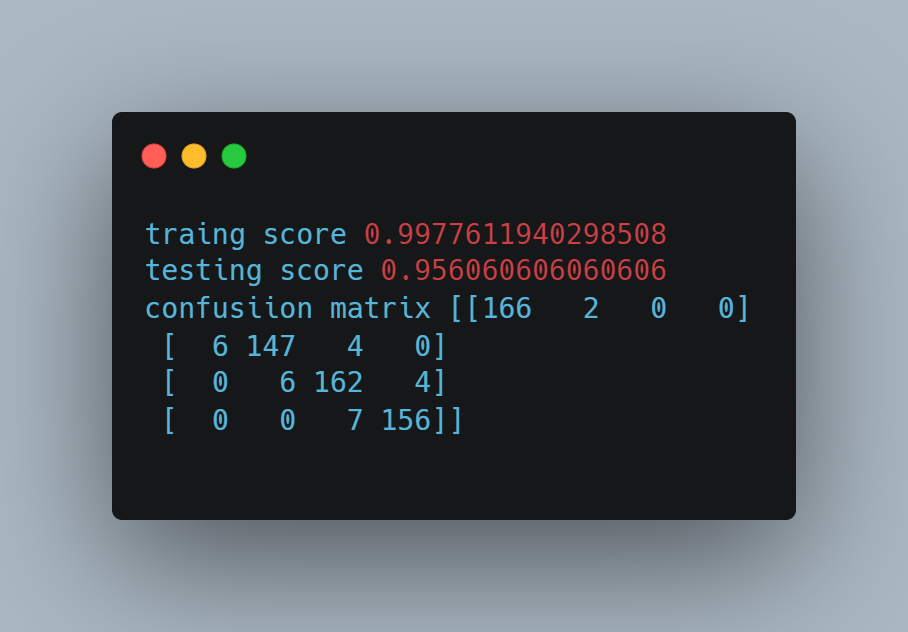 traing score 0.9977611940298508
testing score 0.956060606060606
confusiion matrix [[166   2   0   0]
 [  6 147   4   0]
 [  0   6 162   4]
 [  0   0   7 156]]